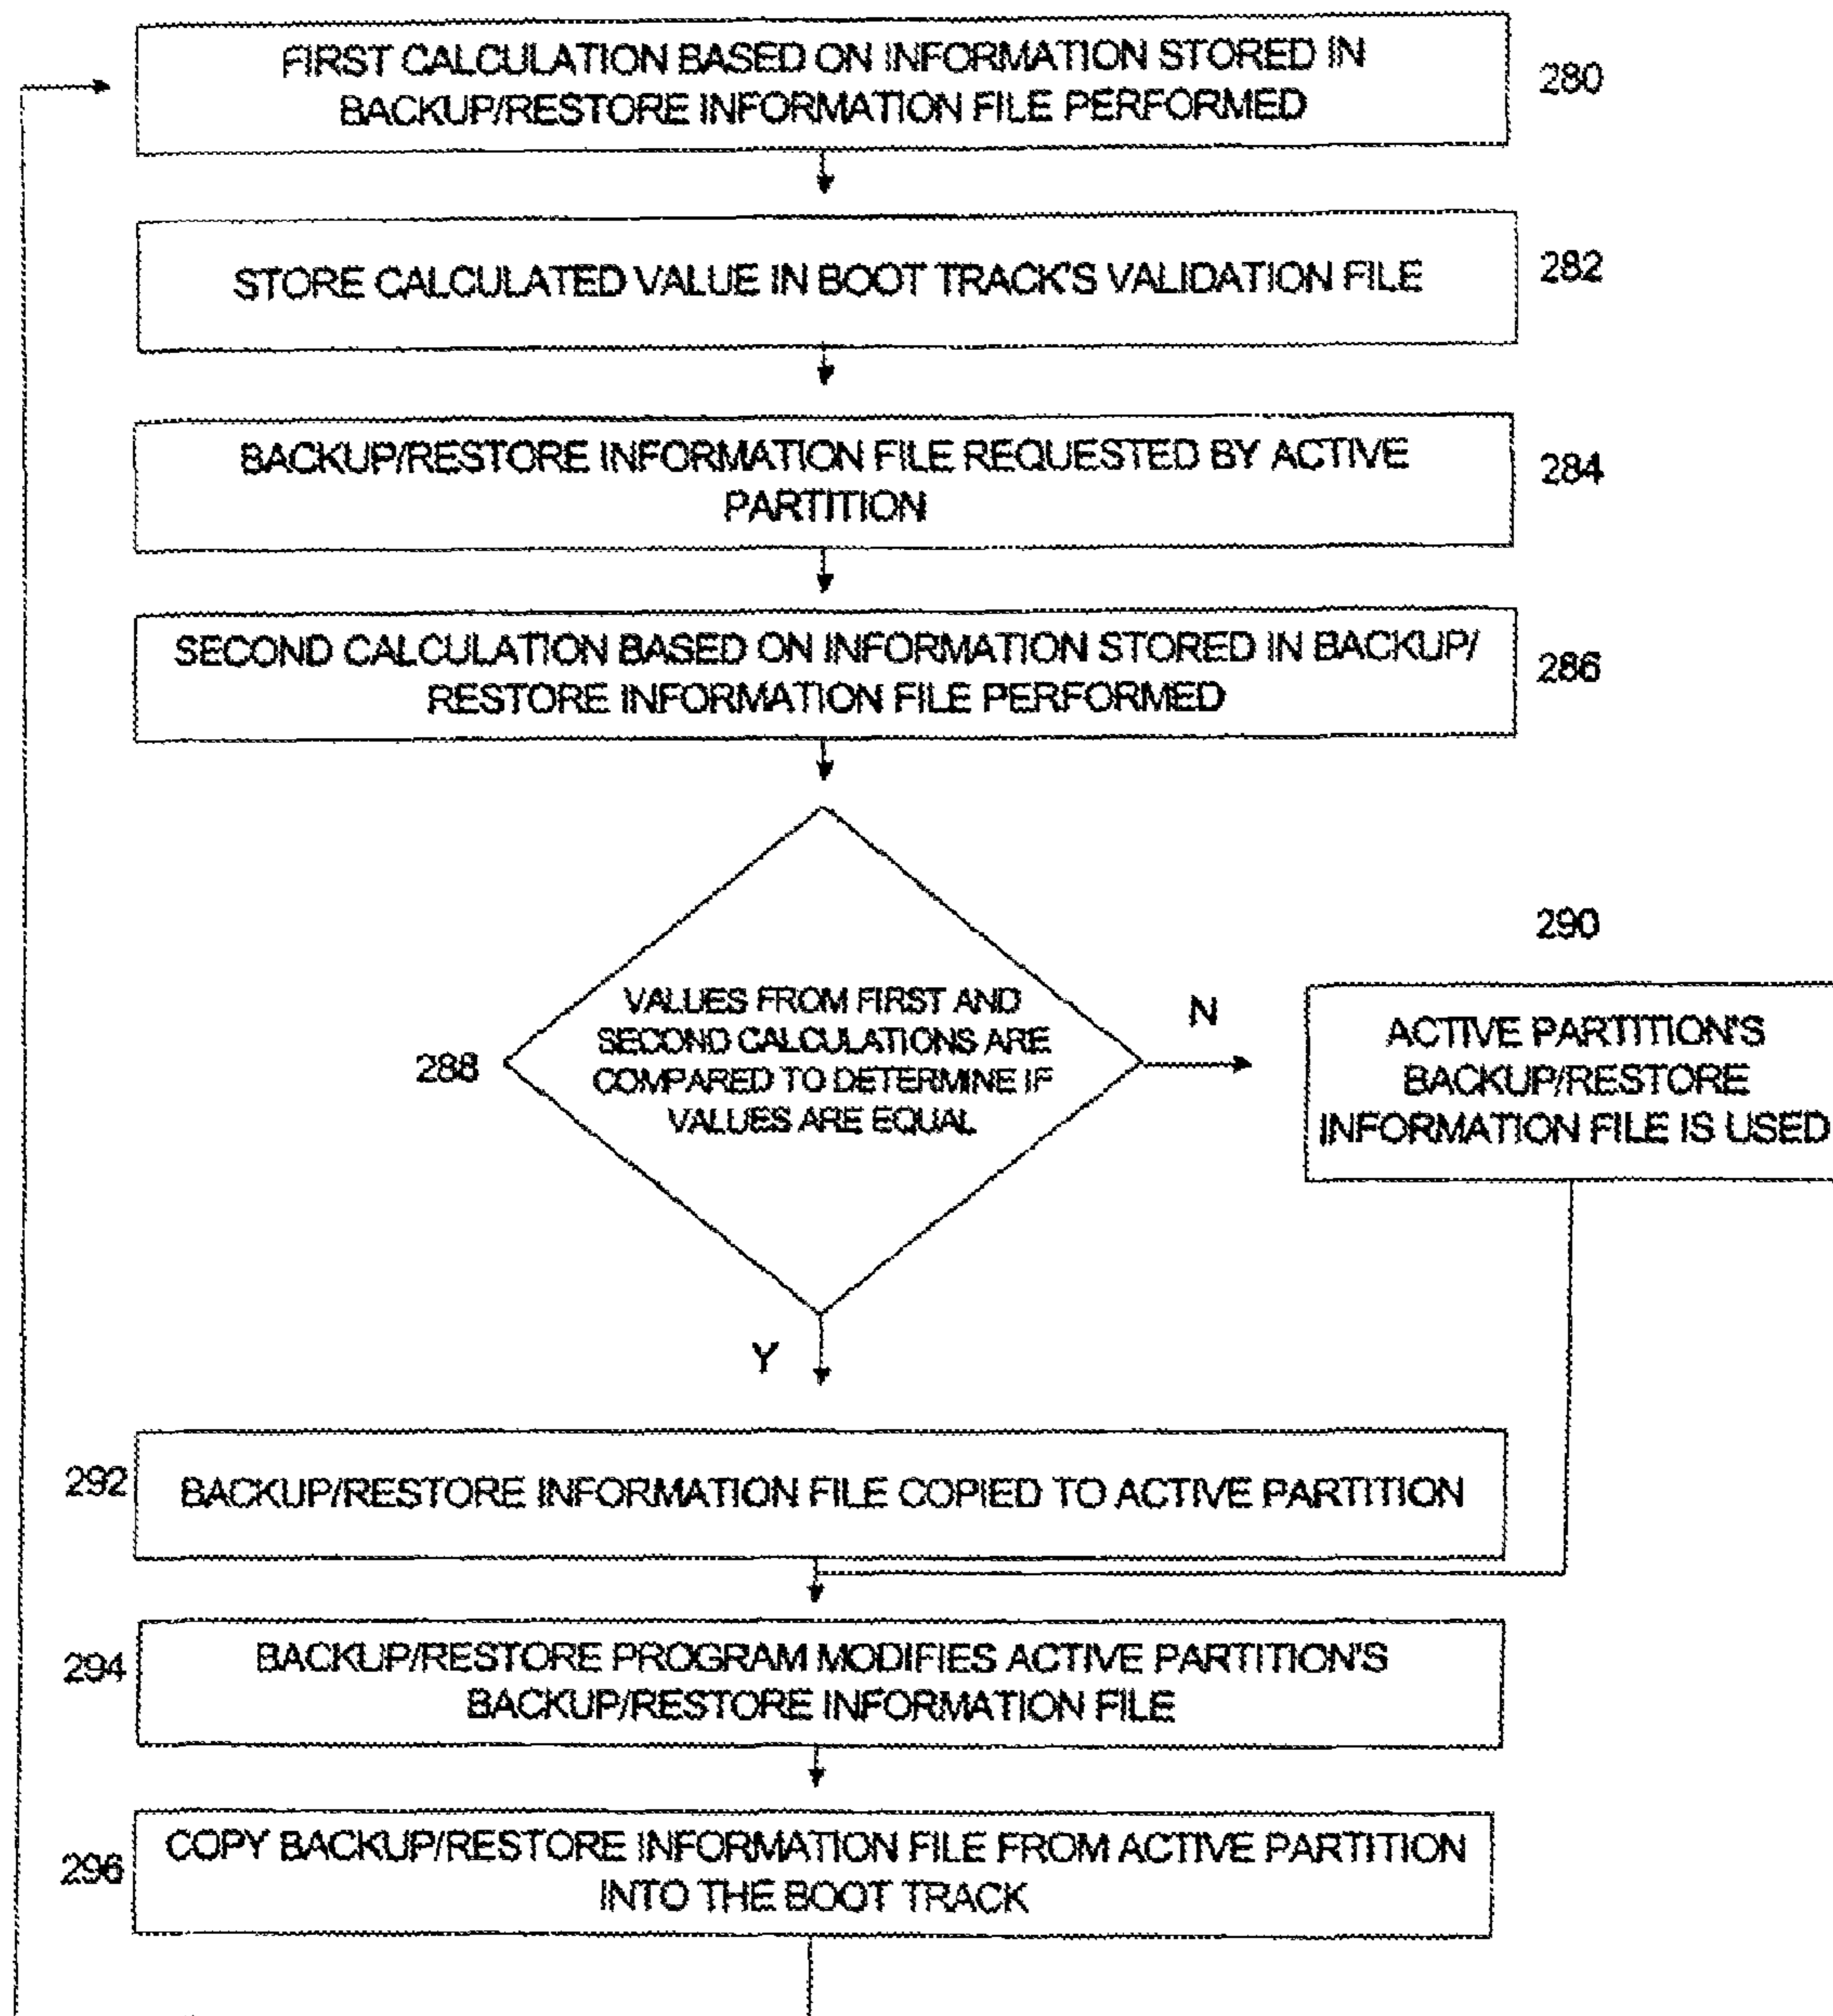 FIRST CALCULATION BASED ON INFORMATION STORED IN
BACKUP/RESTORE INFORMATION FILE PERFORMED
280
STORE CALCULATED VALUE IN BOOT TRACK'S VALIDATION FILE
282
BACKUP/RESTORE INFORMATION FILE REQUESTED BY ACTIVE
PARTITION
284
SECOND CALCULATION BASED ON INFORMATION STORED IN BACKUP/
RESTORE INFORMATION FILE PERFORMED
286
288
VALUES FROM FIRST AND
SECOND CALCULATIONS ARE
COMPARED TO DETERMINE IF
VALUES ARE EQUAL
N
290
ACTIVE PARTITION'S
BACKUP/RESTORE
INFORMATION FILE IS USED
Y
292
BACKUP/RESTORE INFORMATION FILE COPIED TO ACTIVE PARTITION
294
BACKUP/RESTORE PROGRAM MODIFIES ACTIVE PARTITION'S
BACKUP/RESTORE INFORMATION FILE
296
COPY BACKUP/RESTORE INFORMATION FILE FROM ACTIVE PARTITION
INTO THE BOOT TRACK